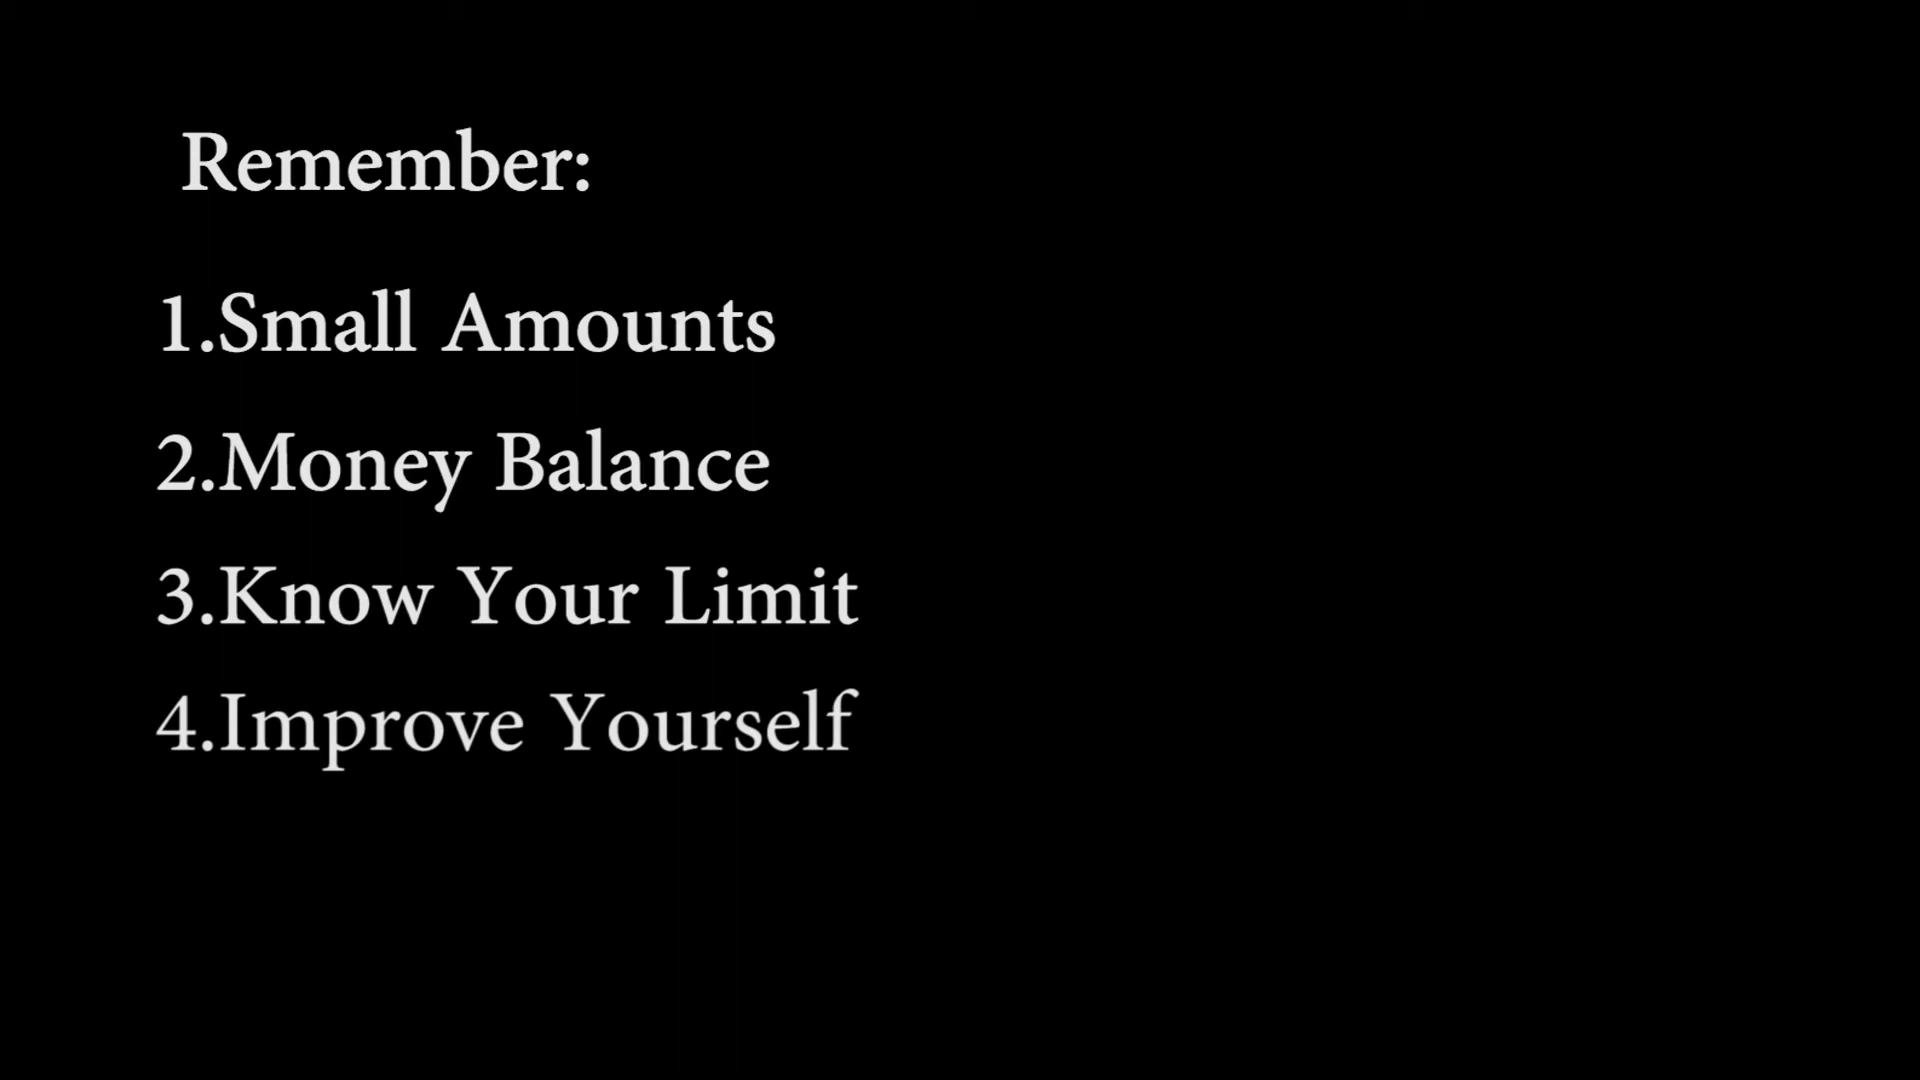 Remember:
1.Small Amounts
2.Money Balance
3.Know Your Limit
4.Improve Yourself